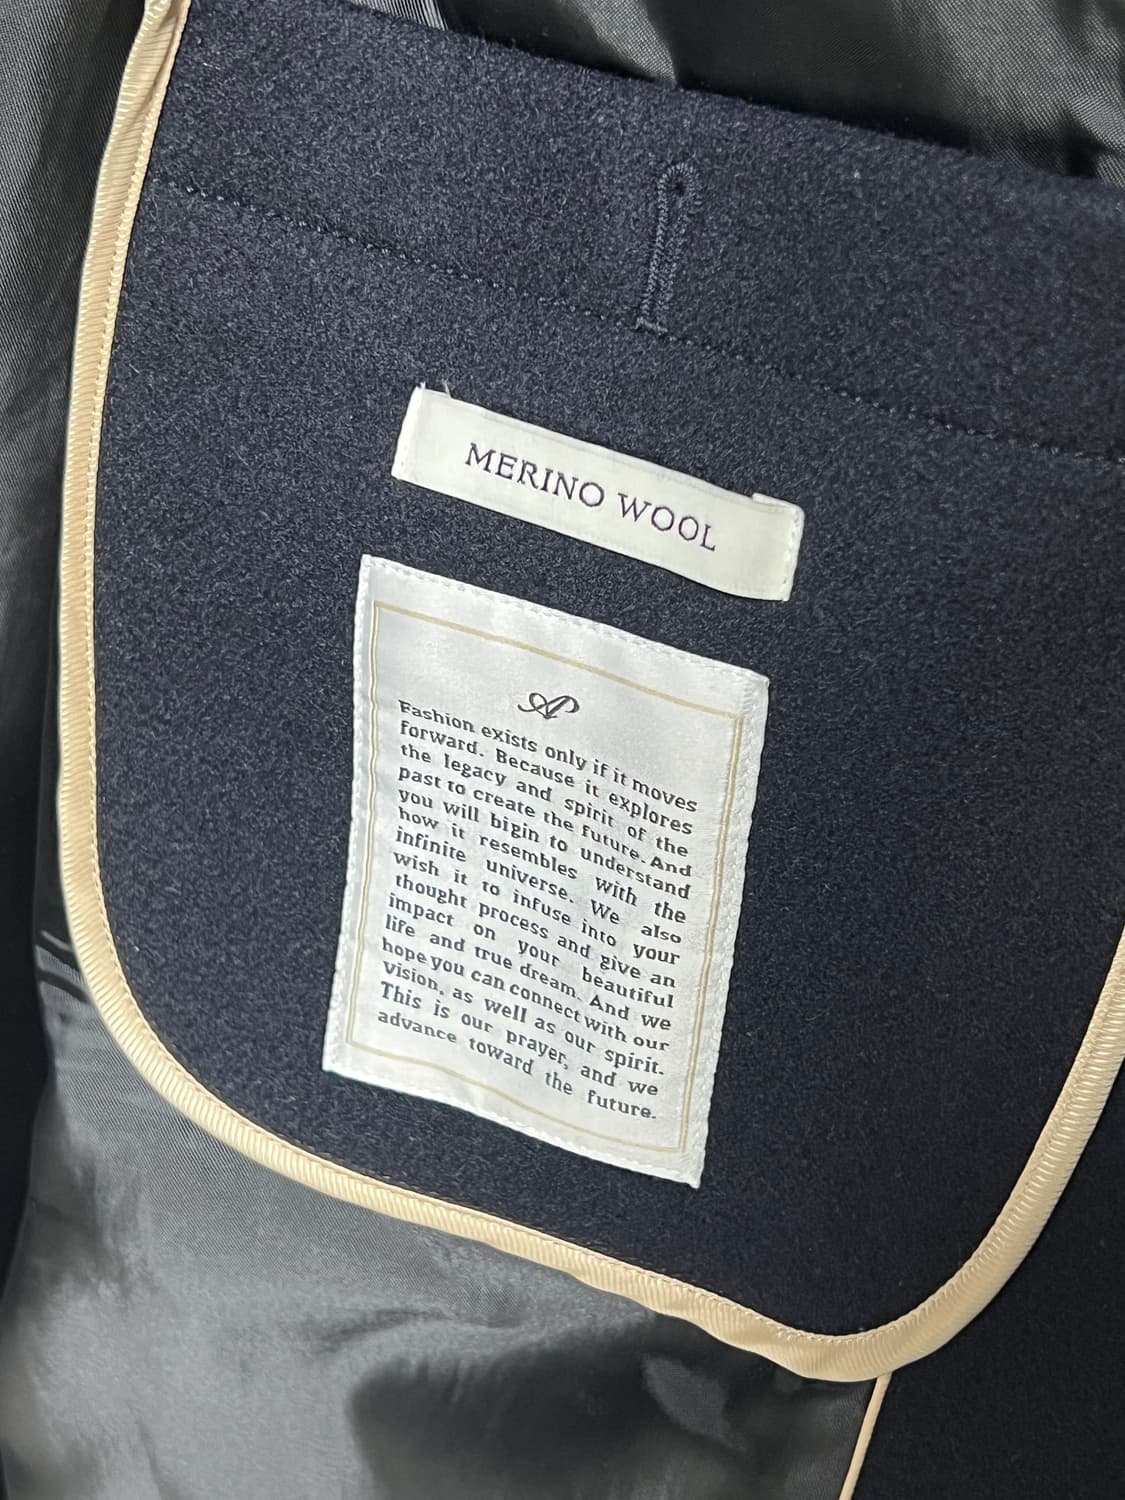 MERINO WOOL
AP
Fashion exists only if it moves
forward. Because it explores
the legacy and spirit of the
past to create the future. And
you will bigin to understand
how it resembles with the
infinite universe. We also
wish it to infuse into your
thought process and give an
impact on your beautiful
life and true dream. And we
hope you can connect with our
vision, as well as our spirit.
This is our prayer, and we
advance toward the future.